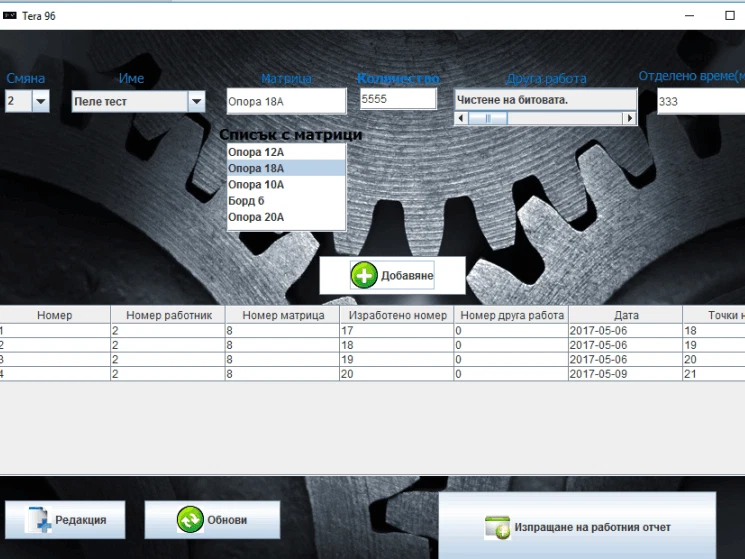 Tera 96
Смяна Име Матрица Количество Друга работа Отделено време(м
2 Пеле тест Опора 18А 5555 Чистене на битовата. 333
Списък с матрици
Опора 12А
Опора 18А
Опора 10А
Борд 6
Опора 20А
Добавяне
Номер Номер работник Номер матрица Изработено номер Номер друга работа Дата Точки н
1 2 8 17 0 2017-05-06 18
2 2 8 18 0 2017-05-06 19
3 2 8 19 0 2017-05-06 20
4 2 8 20 0 2017-05-09 21
Редакция Обнови Изпращане на работния отчет